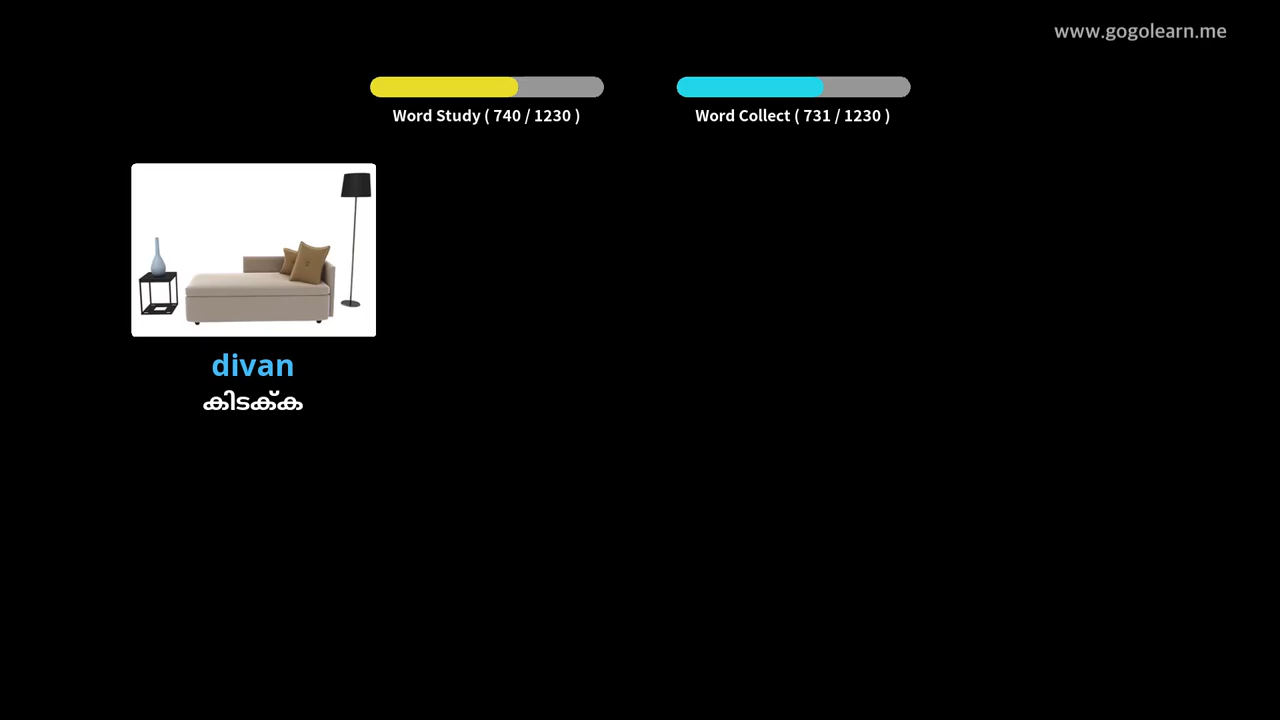 www.gogolearn.me
Word Study ( 740 / 1230 )
Word Collect ( 731 / 1230 )
divan
കിടക്ക